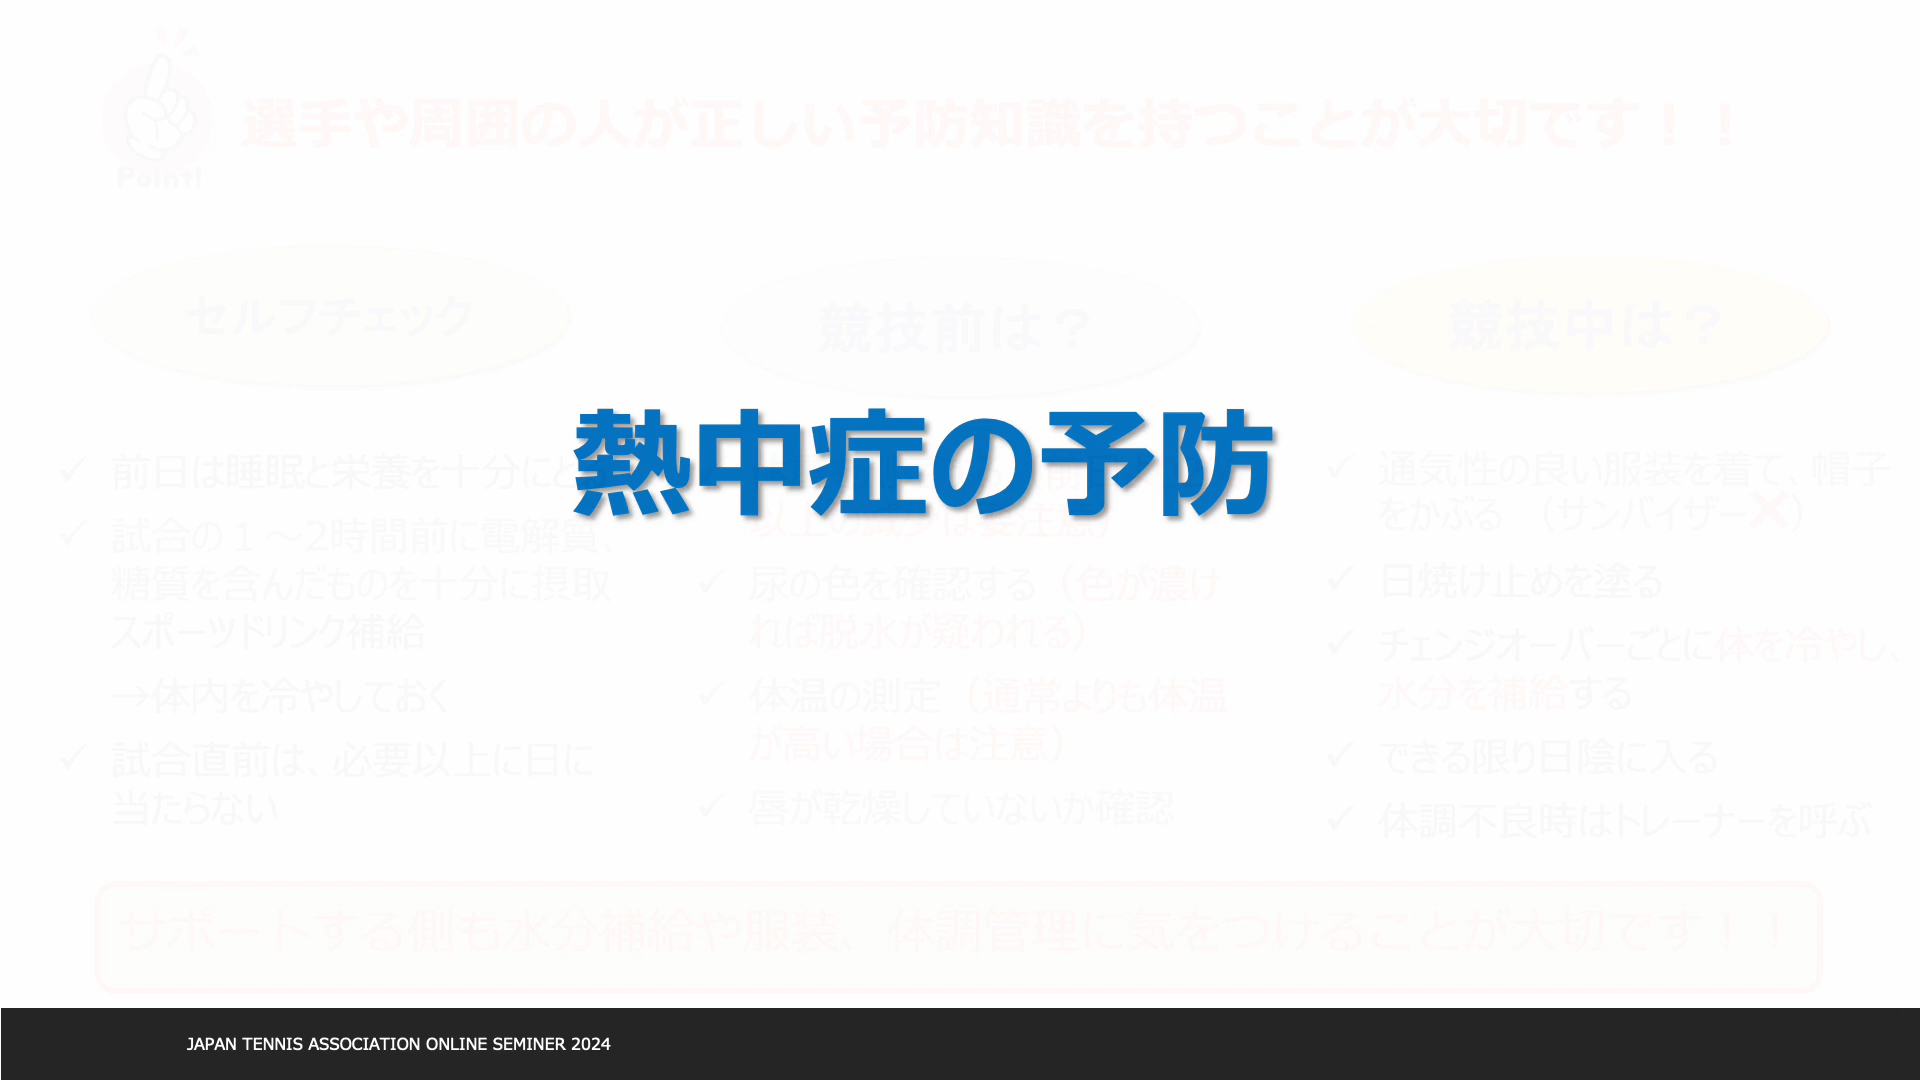 Point!
選手や周囲の人が正しい予防知識を持つことが大切です！！
セルフチェック
競技前は？
競技中は？
熱中症の予防
✓ 前日は睡眠と栄養を十分にと
✓ 試合の１～2時間前に電解質、
糖質を含んだものを十分に摂取
スポーツドリンク補給
→体内を冷やしておく
✓ 試合直前は、必要以上に日に
当たらない
以上の減少は要注意）
✓ 尿の色を確認する（色が濃け
れば脱水が疑われる）
✓ 体温の測定（通常よりも体温
が高い場合は注意）
✓ 唇が乾燥していないか確認
✓ 通気性の良い服装を着て、帽子
をかぶる （サンバイザー❌）
✓ 日焼け止めを塗る
✓ チェンジオーバーごとに体を冷やし、
水分を補給する
✓ できる限り日陰に入る
✓ 体調不良時はトレーナーを呼ぶ
サポートする側も水分補給や服装、体調管理に気をつけることが大切です！！
JAPAN TENNIS ASSOCIATION ONLINE SEMINER 2024